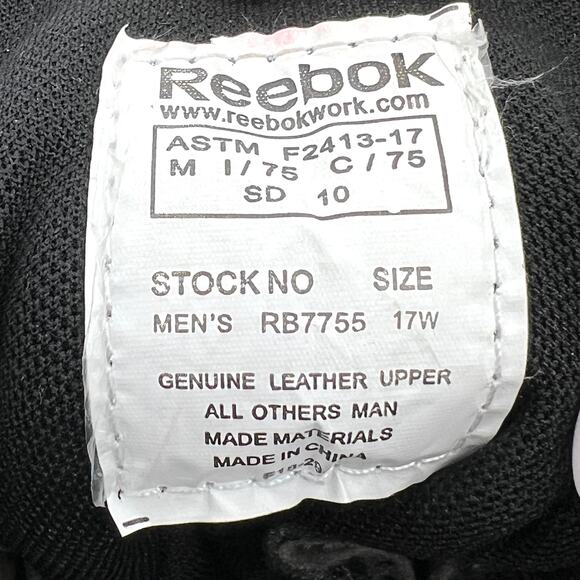 Reebok
www.reebokwork.com
ASTM F2413-17
M I/75 C/75
SD 10
STOCK NO SIZE
MEN'S RB7755 17W
GENUINE LEATHER UPPER
ALL OTHERS MAN
MADE MATERIALS
MADE IN CHINA